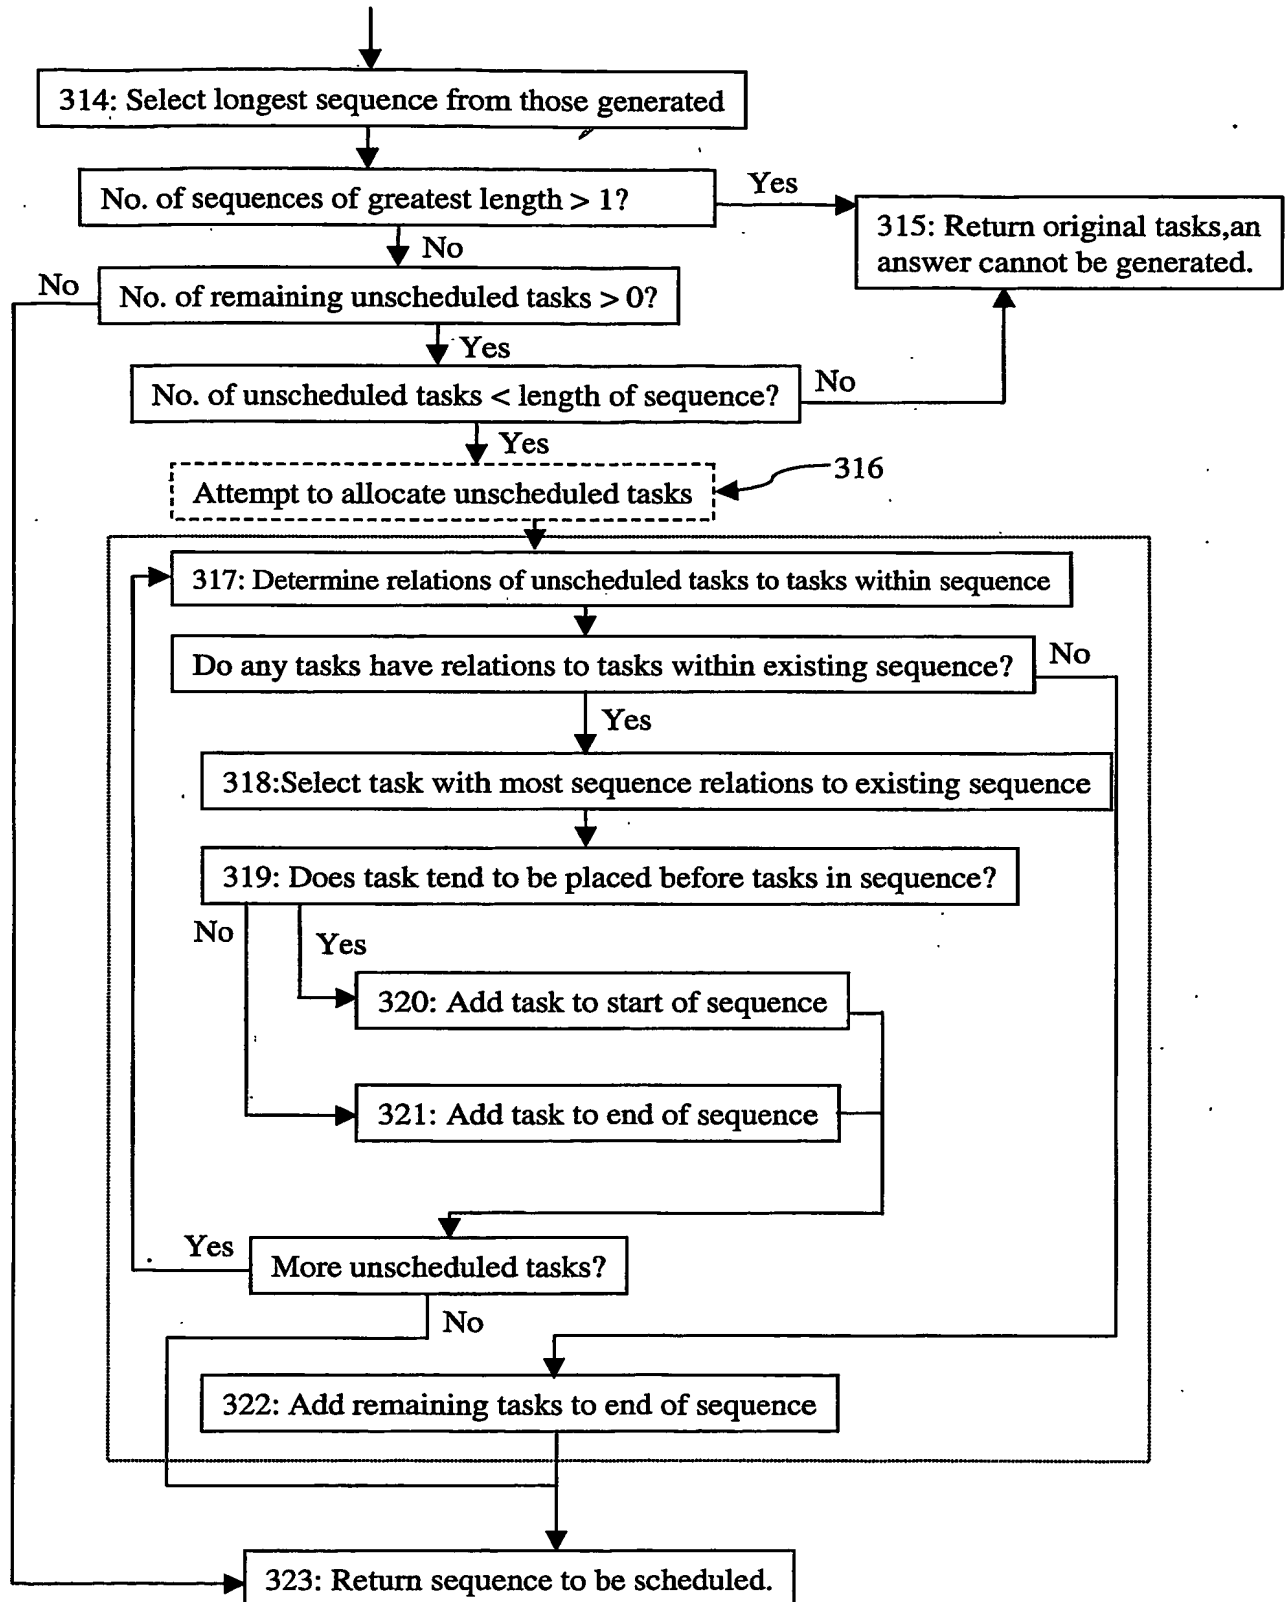 314: Select longest sequence from those generated
No. of sequences of greatest length > 1?
Yes
315: Return original tasks,an
answer cannot be generated.
No
No
No. of remaining unscheduled tasks > 0?
Yes
No. of unscheduled tasks < length of sequence?
No
Yes
316
Attempt to allocate unscheduled tasks
317: Determine relations of unscheduled tasks to tasks within sequence
Do any tasks have relations to tasks within existing sequence?
No
Yes
318:Select task with most sequence relations to existing sequence
319: Does task tend to be placed before tasks in sequence?
No
Yes
320: Add task to start of sequence
321: Add task to end of sequence
Yes
More unscheduled tasks?
No
322: Add remaining tasks to end of sequence
323: Return sequence to be scheduled.